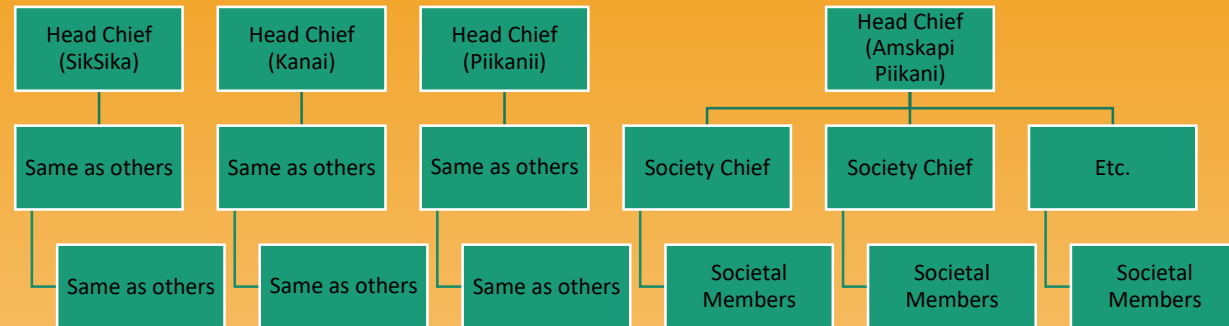 Head Chief
(SikSika)
Head Chief
(Kanai)
Head Chief
(Piikanii)
Head Chief
(Amskapi
Piikani)
Same as others
Same as others
Same as others
Society Chief
Society Chief
Etc.
Same as others
Same as others
Same as others
Societal
Members
Societal
Members
Societal
Members